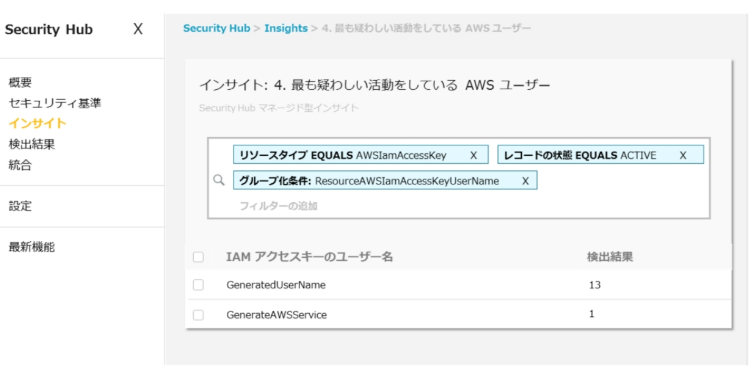 Security Hub X
Security Hub > Insights > 4. 最も疑わしい活動をしている AWS ユーザー
概要
セキュリティ基準
インサイト
検出結果
統合
設定
最新機能
インサイト: 4. 最も疑わしい活動をしている AWS ユーザー
Security Hub マネージド型インサイト
リソースタイプ EQUALS AWSIamAccessKey X レコードの状態 EQUALS ACTIVE X
グループ化条件: ResourceAWSIamAccessKeyUserName X
フィルターの追加
IAM アクセスキーのユーザー名 検出結果
GeneratedUserName 13
GenerateAWSService 1